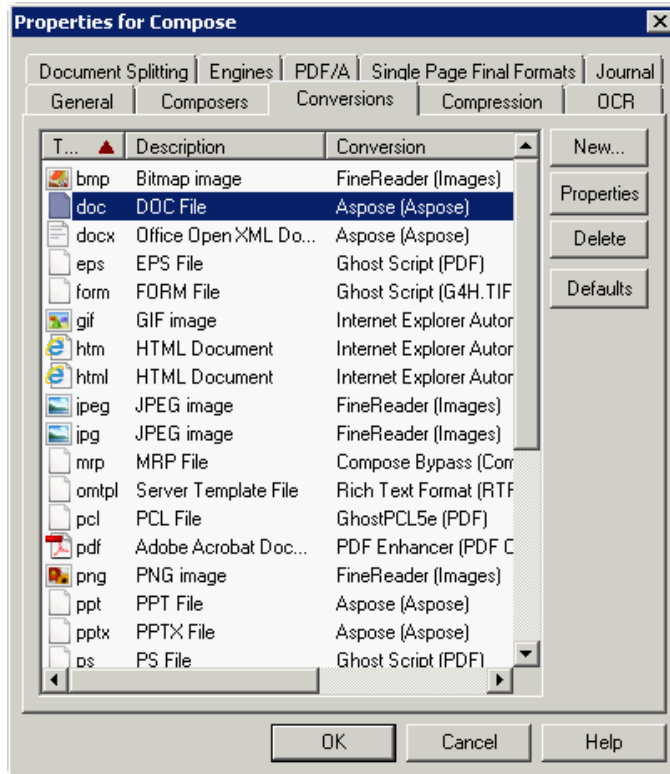 Properties for Compose
Document Splitting Engines PDF/A Single Page Final Formats Journal
General Composers Conversions Compression OCR
T... Description Conversion New...
bmp Bitmap image FineReader (Images)
doc DOC File Aspose (Aspose) Properties
docx Office Open XML Do... Aspose (Aspose) Delete
eps EPS File Ghost Script (PDF)
form FORM File Ghost Script (G4H.TIF Defaults
gif GIF image Internet Explorer Autor
htm HTML Document Internet Explorer Autor
html HTML Document Internet Explorer Autor
jpeg JPEG image FineReader (Images)
jpg JPEG image FineReader (Images)
mrp MRP File Compose Bypass (Com
omtpl Server Template File Rich Text Format (RTF
pcl PCL File GhostPCL5e (PDF)
pdf Adobe Acrobat Doc... PDF Enhancer (PDF C
png PNG image FineReader (Images)
ppt PPT File Aspose (Aspose)
pptx PPTX File Aspose (Aspose)
ps PS File Ghost Script (PDF)
OK Cancel Help